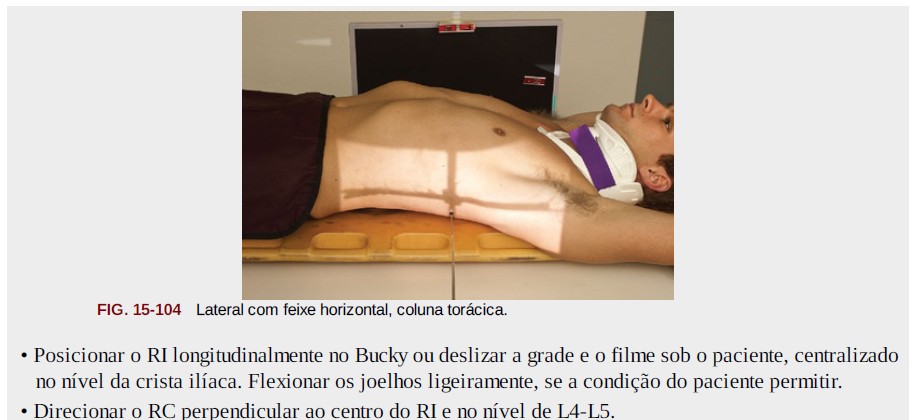 FIG. 15-104 Lateral com feixe horizontal, coluna torácica.
• Posicionar o RI longitudinalmente no Bucky ou deslizar a grade e o filme sob o paciente, centralizado
no nível da crista ilíaca. Flexionar os joelhos ligeiramente, se a condição do paciente permitir.
• Direcionar o RC perpendicular ao centro do RI e no nível de L4-L5.